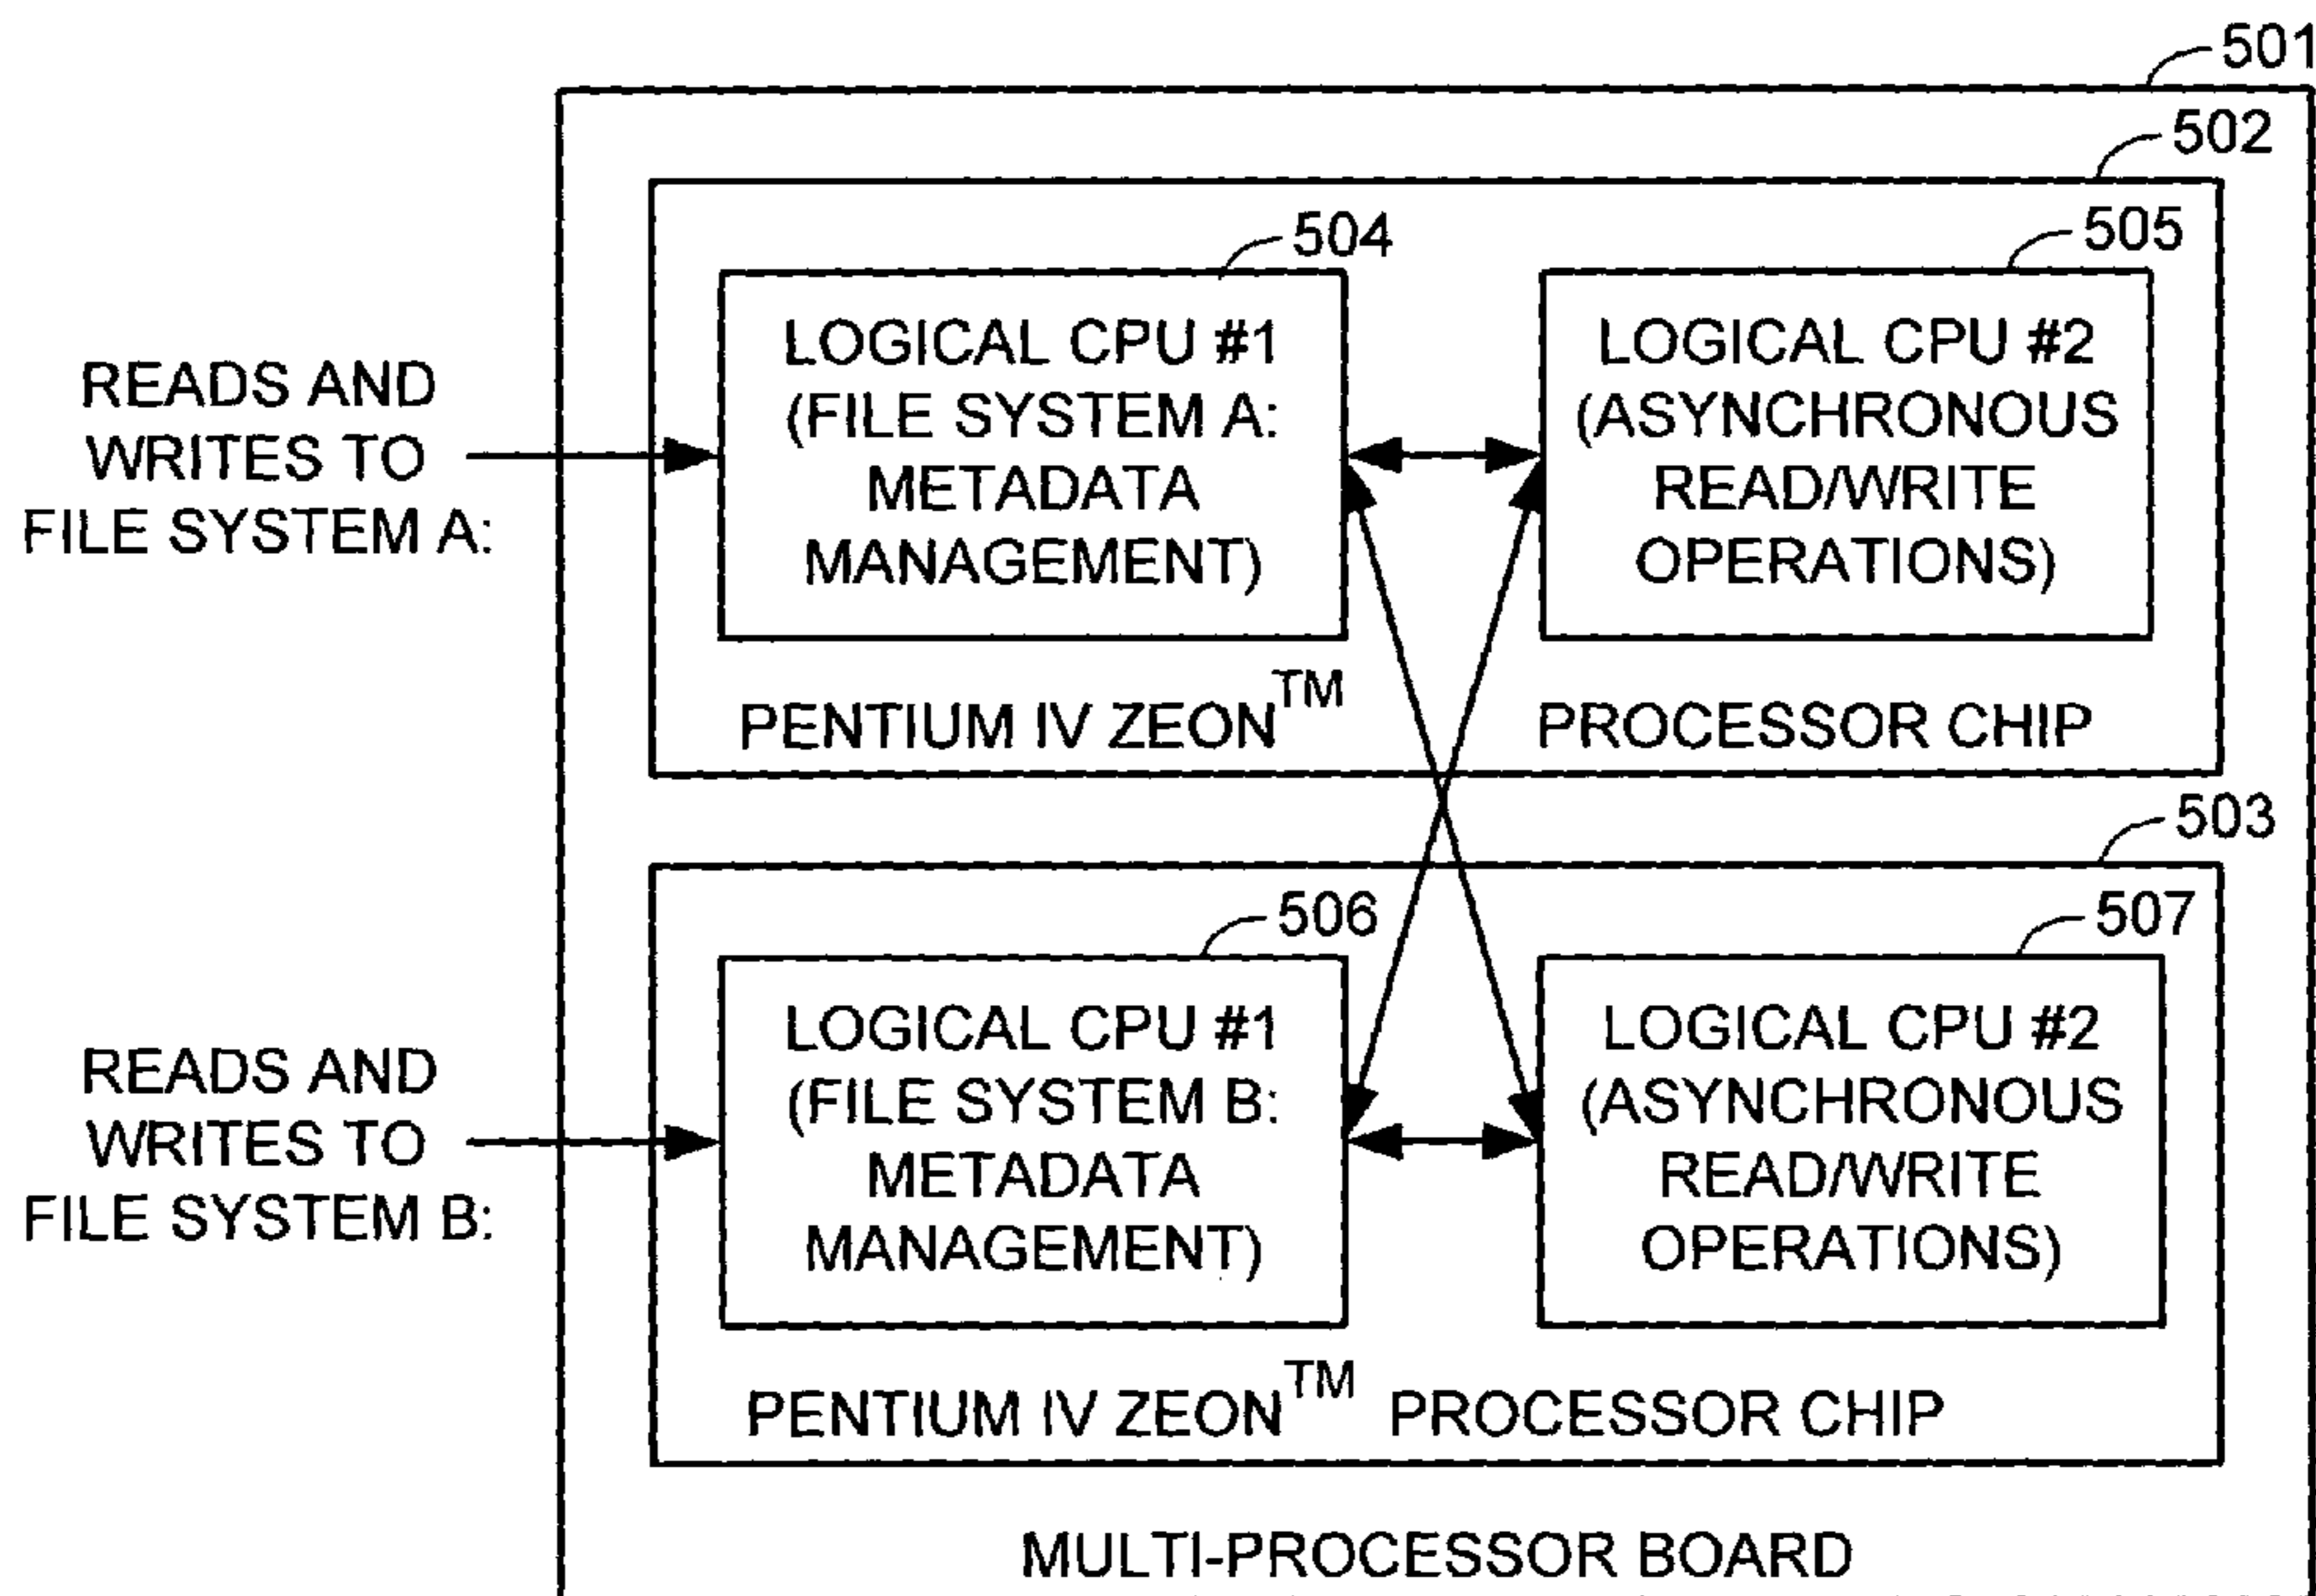 501
502
504
505
READS AND
WRITES TO
FILE SYSTEM A:
LOGICAL CPU #1
(FILE SYSTEM A:
METADATA
MANAGEMENT)
LOGICAL CPU #2
(ASYNCHRONOUS
READ/WRITE
OPERATIONS)
PENTIUM IV ZEON™ PROCESSOR CHIP
503
506
507
READS AND
WRITES TO
FILE SYSTEM B:
LOGICAL CPU #1
(FILE SYSTEM B:
METADATA
MANAGEMENT)
LOGICAL CPU #2
(ASYNCHRONOUS
READ/WRITE
OPERATIONS)
PENTIUM IV ZEON™ PROCESSOR CHIP
MULTI-PROCESSOR BOARD